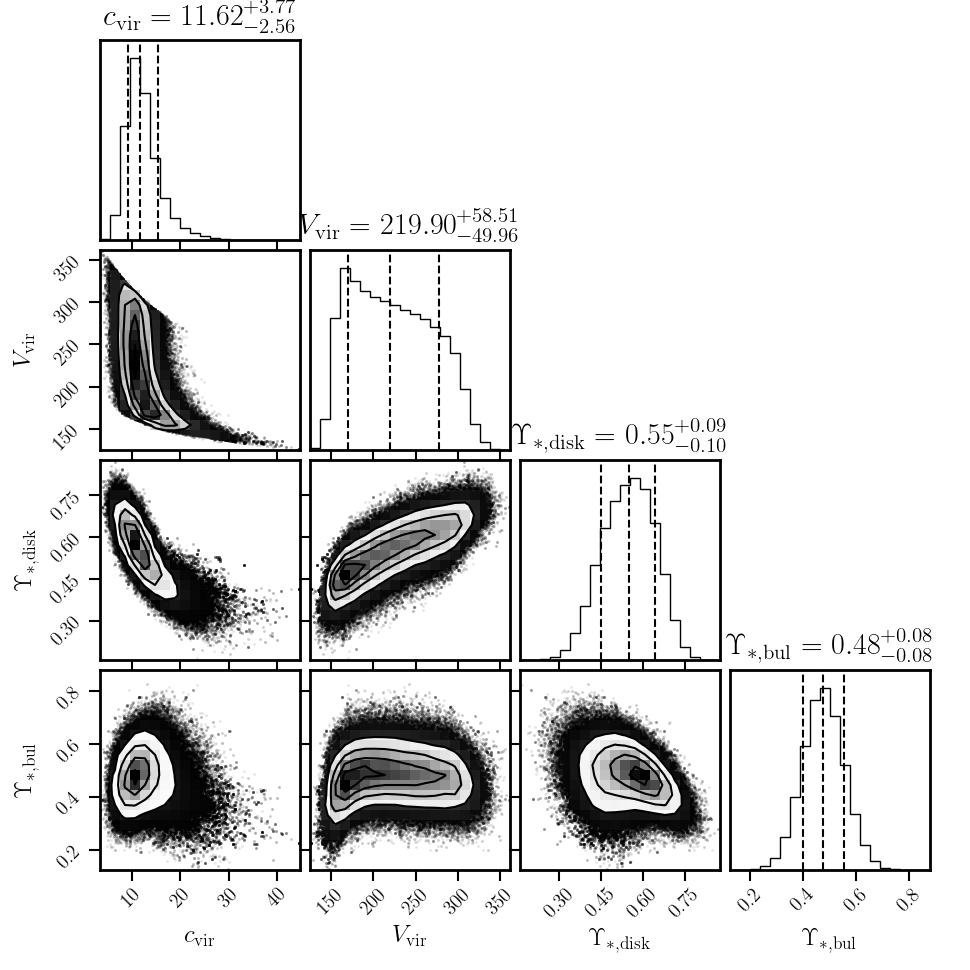 c_vir = 11.62^{+3.77}_{−2.56}
V_vir = 219.90^{+58.51}_{−49.96}
350
300
250
200
150
V_vir
Υ_{∗,disk} = 0.55^{+0.09}_{−0.10}
0.75
0.60
0.45
0.30
Υ_{∗,disk}
Υ_{∗,bul} = 0.48^{+0.08}_{−0.08}
0.8
0.6
0.4
0.2
Υ_{∗,bul}
10 20 30 40 150 200 250 300 350 0.30 0.45 0.60 0.75 0.2 0.4 0.6 0.8
c_vir V_vir Υ_{∗,disk} Υ_{∗,bul}